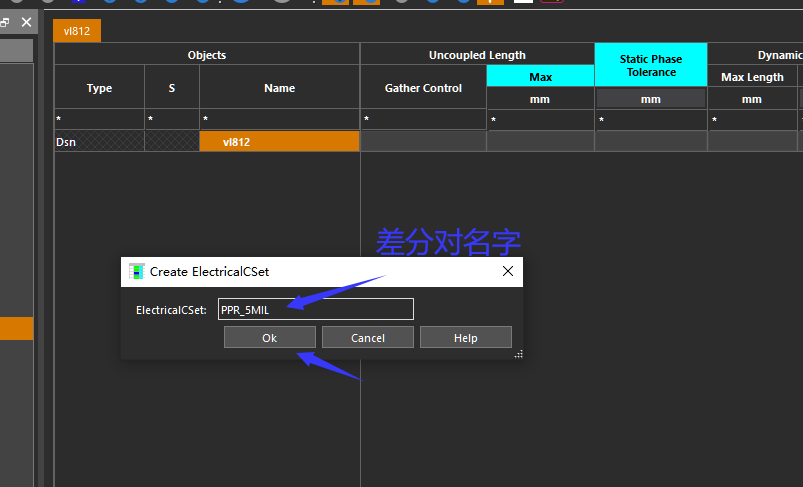 vl812
Objects
Uncoupled Length
Static Phase
Tolerance
Dynamic
Type
S
Name
Gather Control
Max
Max Length
mm
mm
mm
* * * * * * *
Dsn
vl812
差分对名字
Create ElectricalCSet
ElectricalCSet:
PPR_5MIL
Ok
Cancel
Help